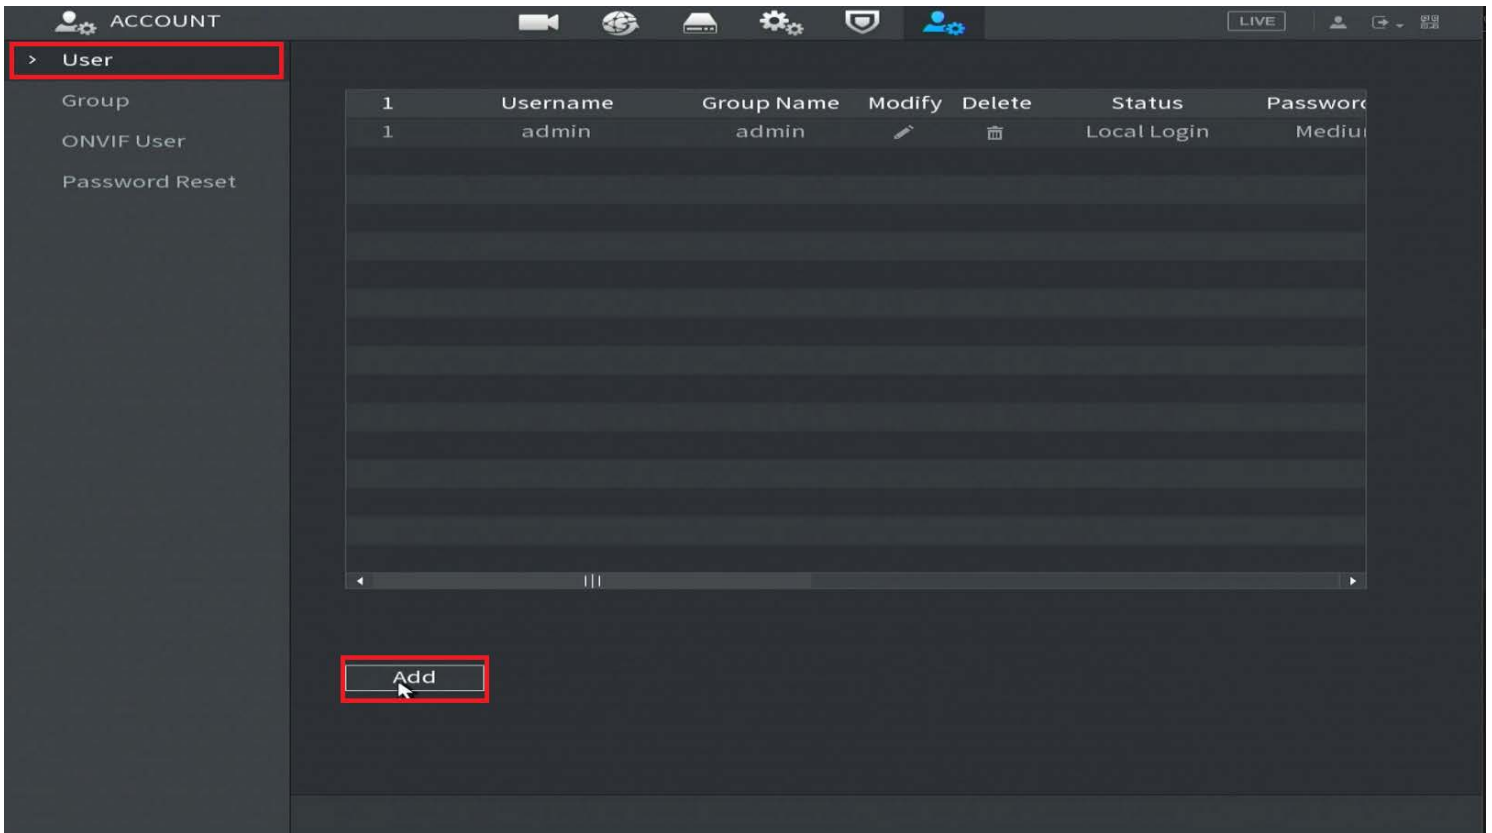 ACCOUNT
LIVE
> User
Group
ONVIF User
Password Reset
1 Username Group Name Modify Delete Status
1 admin admin Local Login
Add